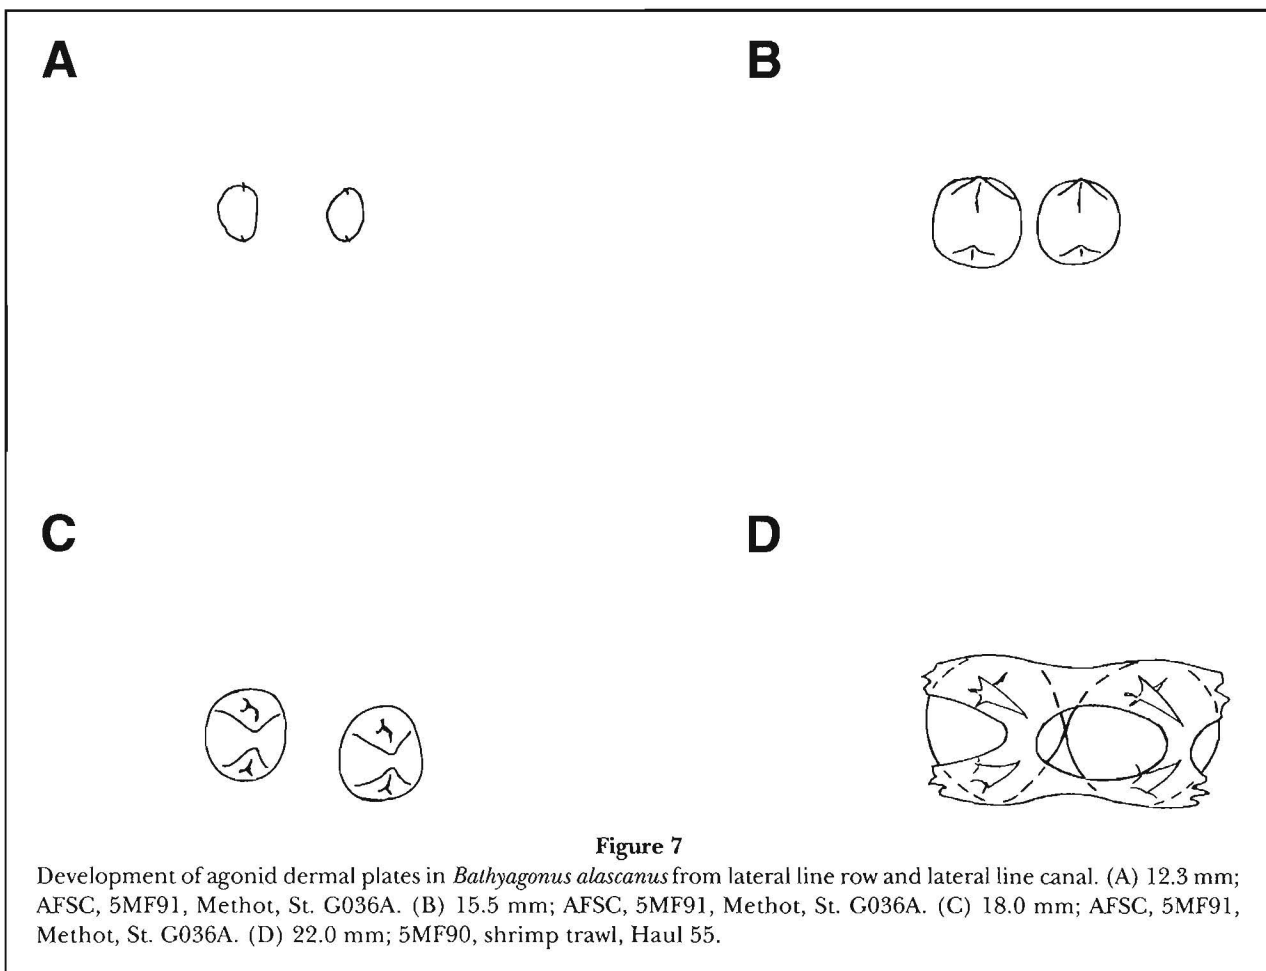 A
B
C
D
Figure 7
Development of agonid dermal plates in Bathyagonus alascanus from lateral line row and lateral line canal. (A) 12.3 mm;
AFSC, 5MF91, Methot, St. G036A. (B) 15.5 mm; AFSC, 5MF91, Methot, St. G036A. (C) 18.0 mm; AFSC, 5MF91,
Methot, St. G036A. (D) 22.0 mm; 5MF90, shrimp trawl, Haul 55.